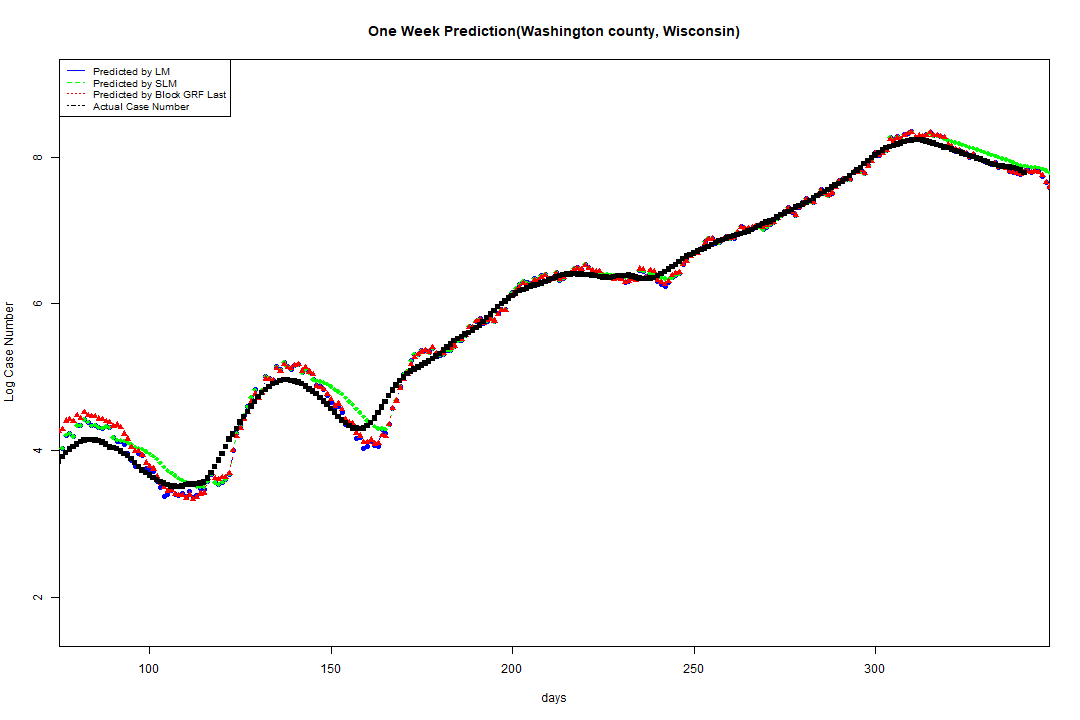 One Week Prediction(Washington county, Wisconsin)
Predicted by LM
Predicted by SLM
Predicted by Block GRF Last
Actual Case Number
8
6
4
2
Log Case Number
100 150 200 250 300
days